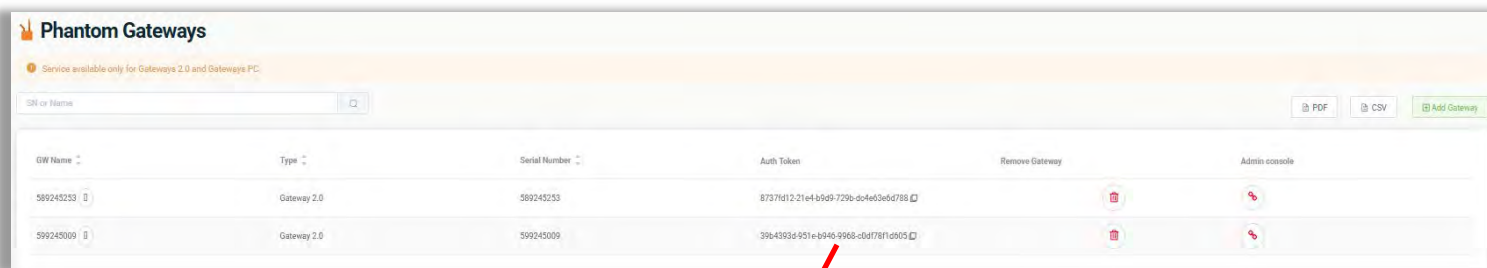 Phantom Gateways
Service available only for Gateways 2.0 and Gateways PC
SN or Name
PDF CSV Add Gateway
GW Name Type Serial Number Auth Token Remove Gateway Admin console
589245253 Gateway 2.0 589245253 8737fd12-21e4-b9d9-729b-dc4e63e6d788
599245009 Gateway 2.0 599245009 39b4393d-951e-b946-9968-c0df78f1d605